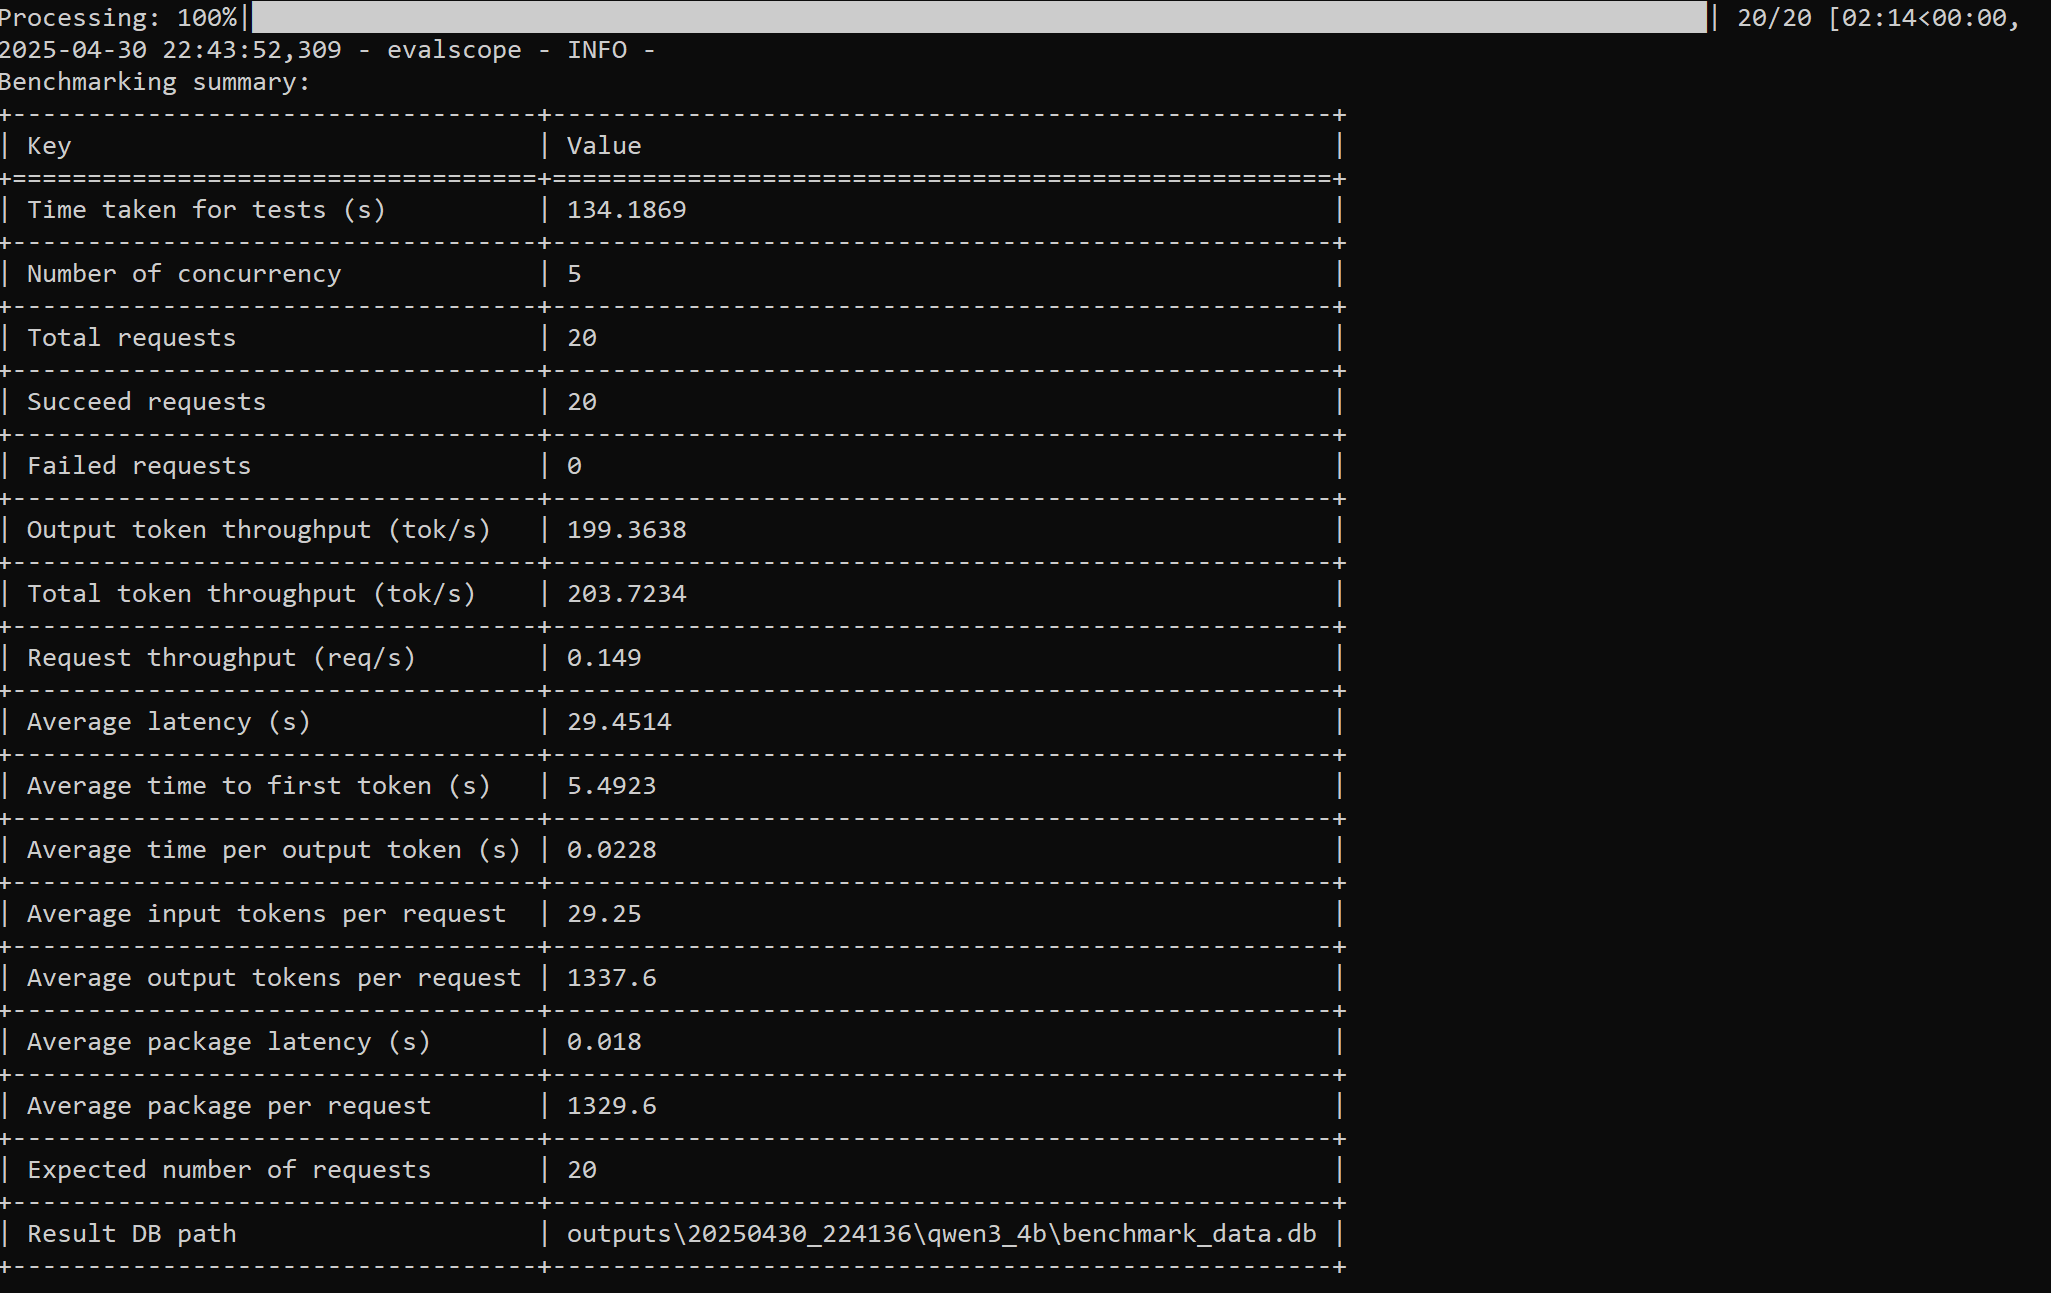 Processing: 100%|██████████| 20/20 [02:14<00:00,
2025-04-30 22:43:52,309 - evalscope - INFO -
Benchmarking summary:
+-----------------------------------+----------------------------------------------------+
| Key                               | Value                                              |
+===================================+====================================================+
| Time taken for tests (s)          | 134.1869                                           |
+-----------------------------------+----------------------------------------------------+
| Number of concurrency             | 5                                                  |
+-----------------------------------+----------------------------------------------------+
| Total requests                    | 20                                                 |
+-----------------------------------+----------------------------------------------------+
| Succeed requests                  | 20                                                 |
+-----------------------------------+----------------------------------------------------+
| Failed requests                   | 0                                                  |
+-----------------------------------+----------------------------------------------------+
| Output token throughput (tok/s)   | 199.3638                                           |
+-----------------------------------+----------------------------------------------------+
| Total token throughput (tok/s)    | 203.7234                                           |
+-----------------------------------+----------------------------------------------------+
| Request throughput (req/s)        | 0.149                                              |
+-----------------------------------+----------------------------------------------------+
| Average latency (s)               | 29.4514                                            |
+-----------------------------------+----------------------------------------------------+
| Average time to first token (s)   | 5.4923                                             |
+-----------------------------------+----------------------------------------------------+
| Average time per output token (s) | 0.0228                                             |
+-----------------------------------+----------------------------------------------------+
| Average input tokens per request  | 29.25                                              |
+-----------------------------------+----------------------------------------------------+
| Average output tokens per request | 1337.6                                             |
+-----------------------------------+----------------------------------------------------+
| Average package latency (s)       | 0.018                                              |
+-----------------------------------+----------------------------------------------------+
| Average package per request       | 1329.6                                             |
+-----------------------------------+----------------------------------------------------+
| Expected number of requests       | 20                                                 |
+-----------------------------------+----------------------------------------------------+
| Result DB path                    | outputs\20250430_224136\qwen3_4b\benchmark_data.db |
+-----------------------------------+----------------------------------------------------+